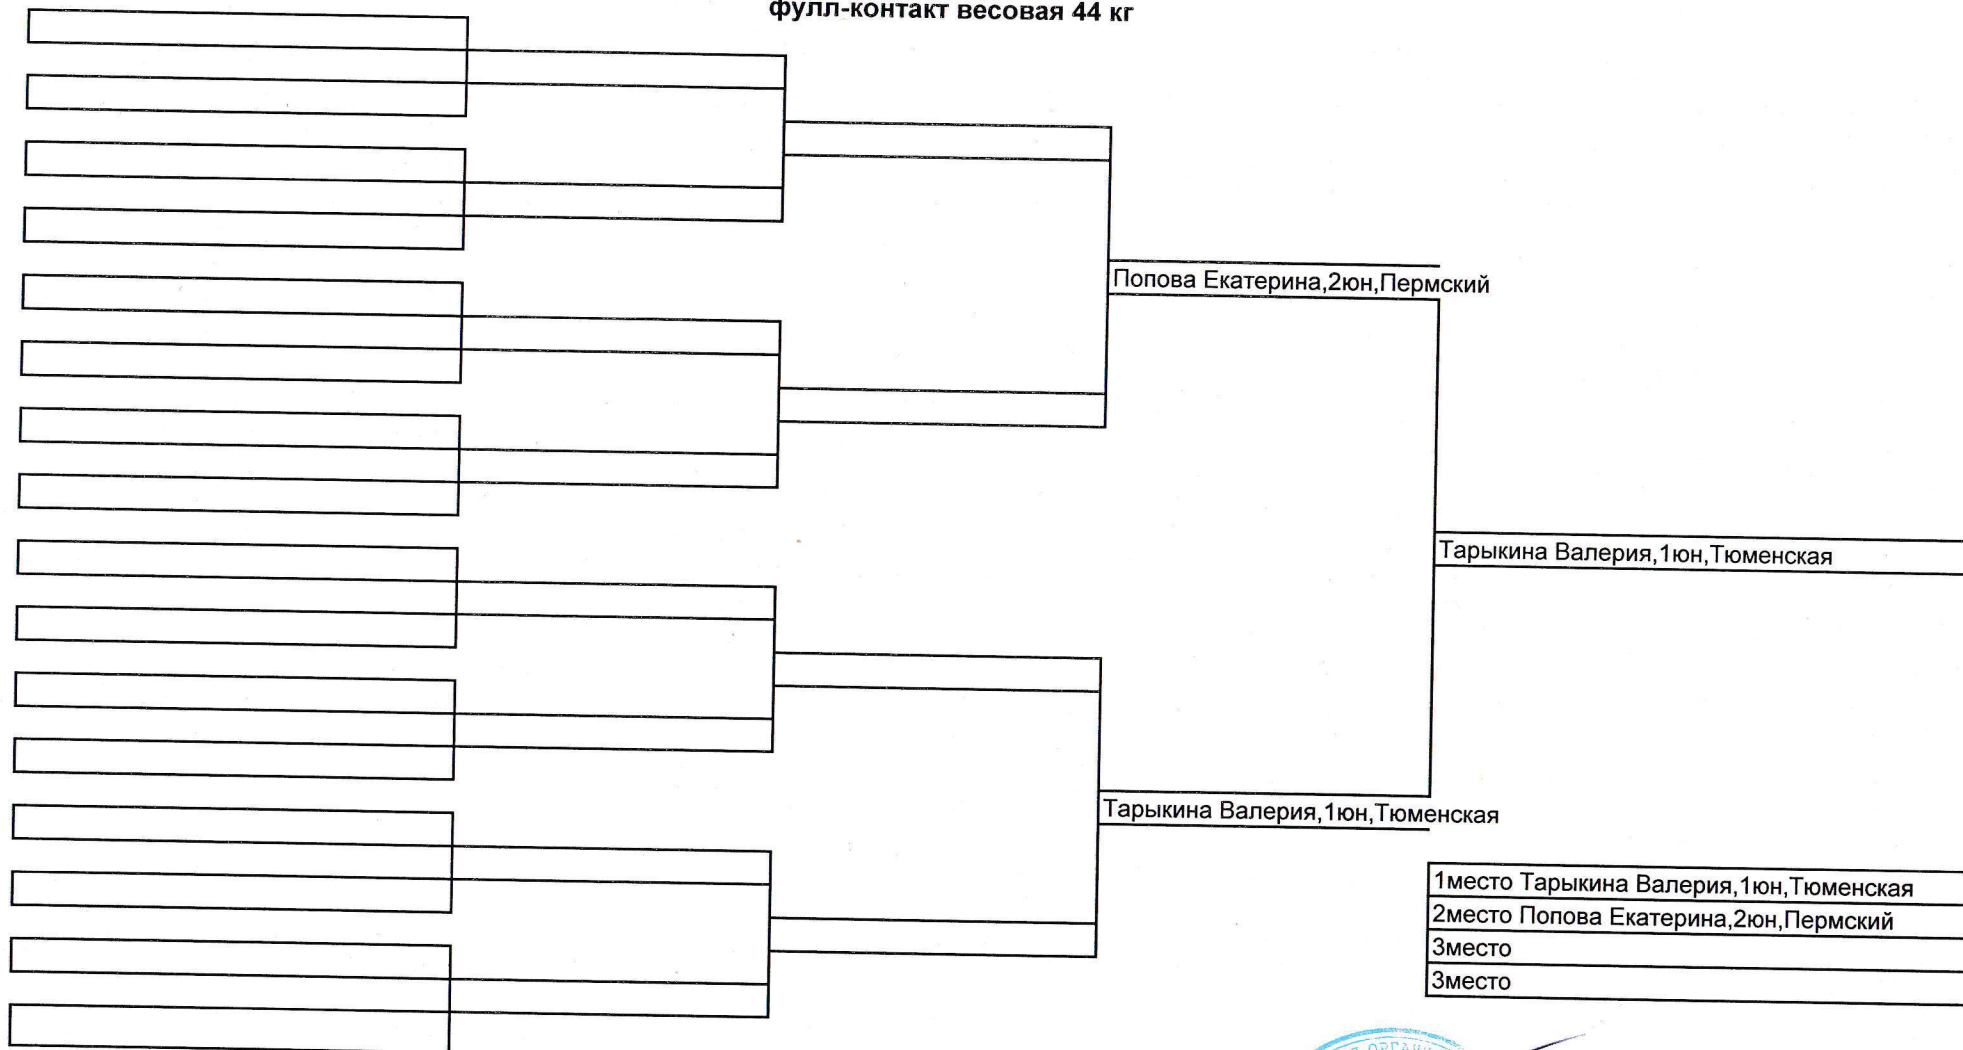 фулл-контакт весовая 44 кг
Попова Екатерина,2юн,Пермский
Тарыкина Валерия,1юн,Тюменская
Тарыкина Валерия,1юн,Тюменская
1место Тарыкина Валерия,1юн,Тюменская
2место Попова Екатерина,2юн,Пермский
3место
3место